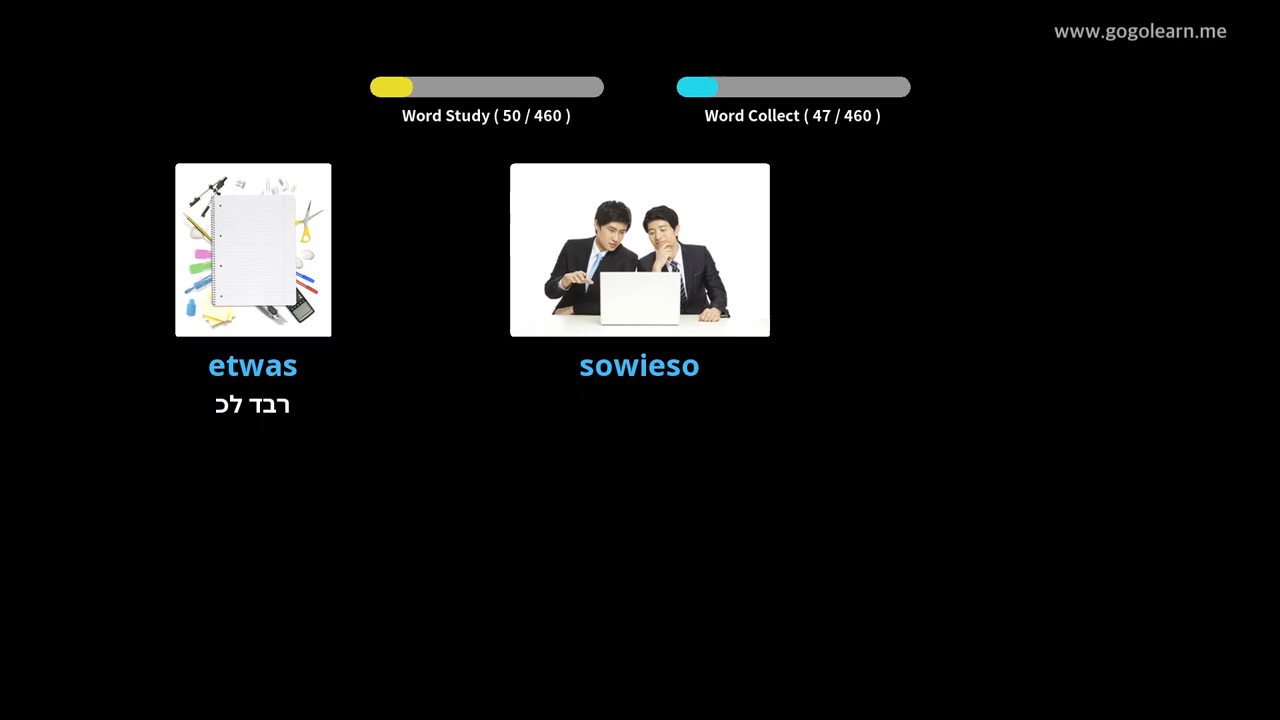 www.gogolearn.me
Word Study ( 50 / 460 )
Word Collect ( 47 / 460 )
etwas
רבד לכ
sowieso